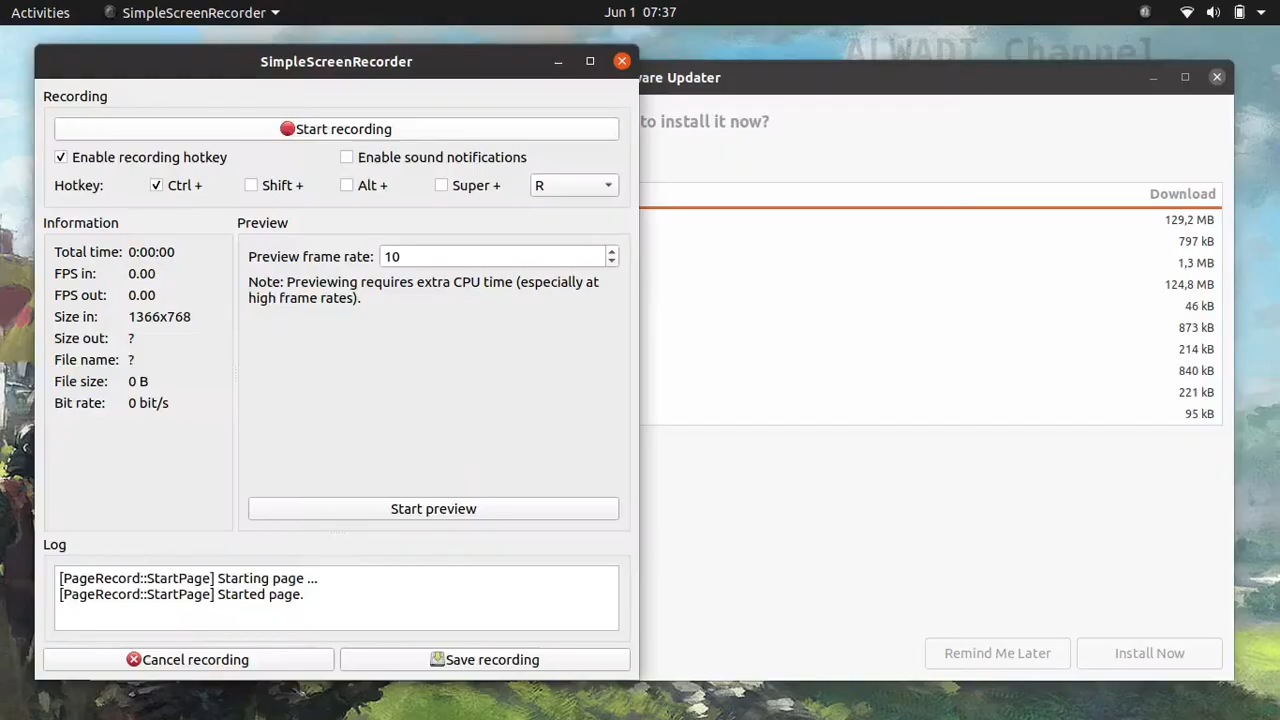 Activities SimpleScreenRecorder Jun 1 07:37
ALWADI Channel
SimpleScreenRecorder
Recording
Start recording
Enable recording hotkey Enable sound notifications
Hotkey: Ctrl + Shift + Alt + Super + R
Information
Total time: 0:00:00
FPS in: 0.00
FPS out: 0.00
Size in: 1366x768
Size out: ?
File name: ?
File size: 0 B
Bit rate: 0 bit/s
Preview
Preview frame rate: 10
Note: Previewing requires extra CPU time (especially at
high frame rates).
Start preview
Log
[PageRecord::StartPage] Starting page ...
[PageRecord::StartPage] Started page.
Cancel recording Save recording
ware Updater
to install it now?
Download
129,2 MB
797 kB
1,3 MB
124,8 MB
46 kB
873 kB
214 kB
840 kB
221 kB
95 kB
Remind Me Later Install Now